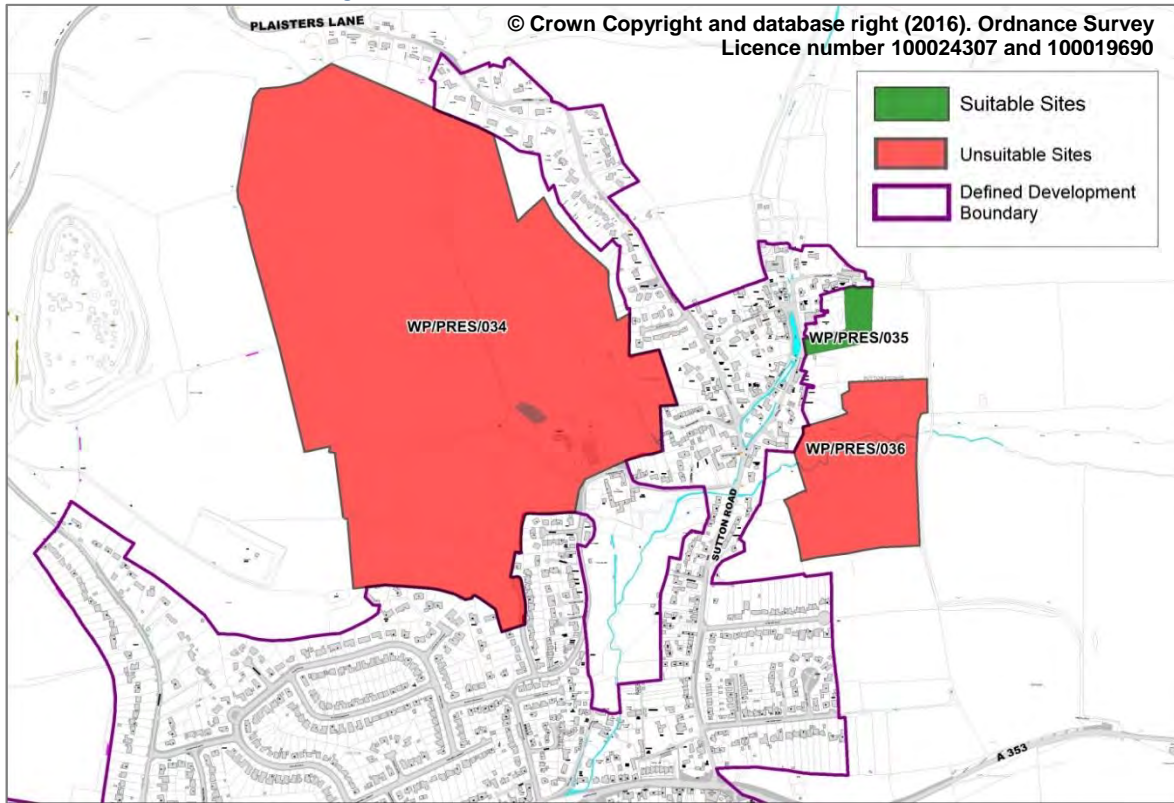 PLAISTERS LANE
© Crown Copyright and database right (2016). Ordnance Survey
Licence number 100024307 and 100019690
Suitable Sites
Unsuitable Sites
Defined Development
Boundary
WP/PRES/034
WP/PRES/035
WP/PRES/036
SUTTON ROAD
A 353